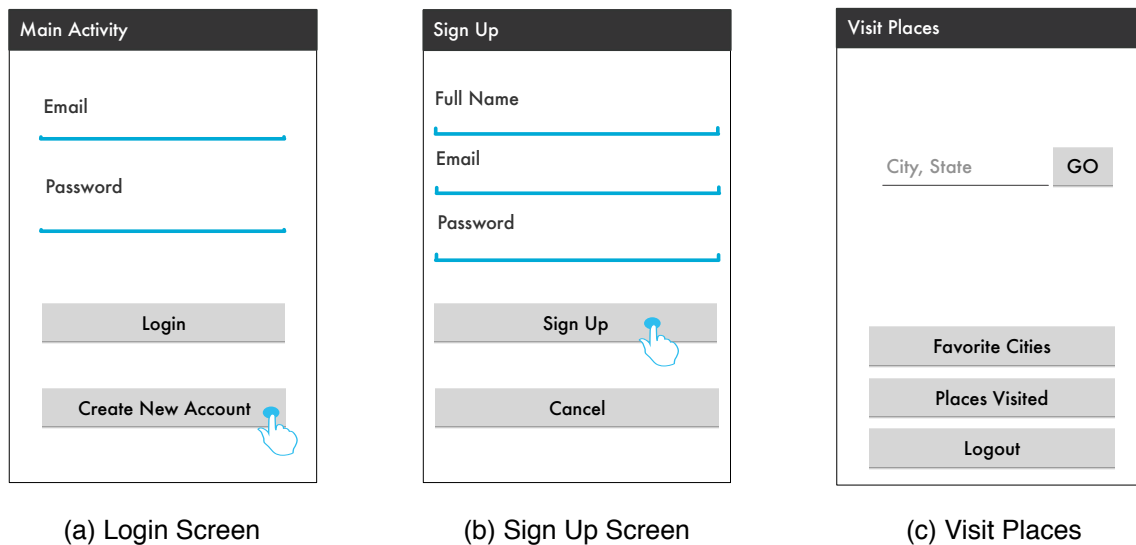 Main Activity
Email
Password
Login
Create New Account
(a) Login Screen
Sign Up
Full Name
Email
Password
Sign Up
Cancel
(b) Sign Up Screen
Visit Places
City, State
GO
Favorite Cities
Places Visited
Logout
(c) Visit Places